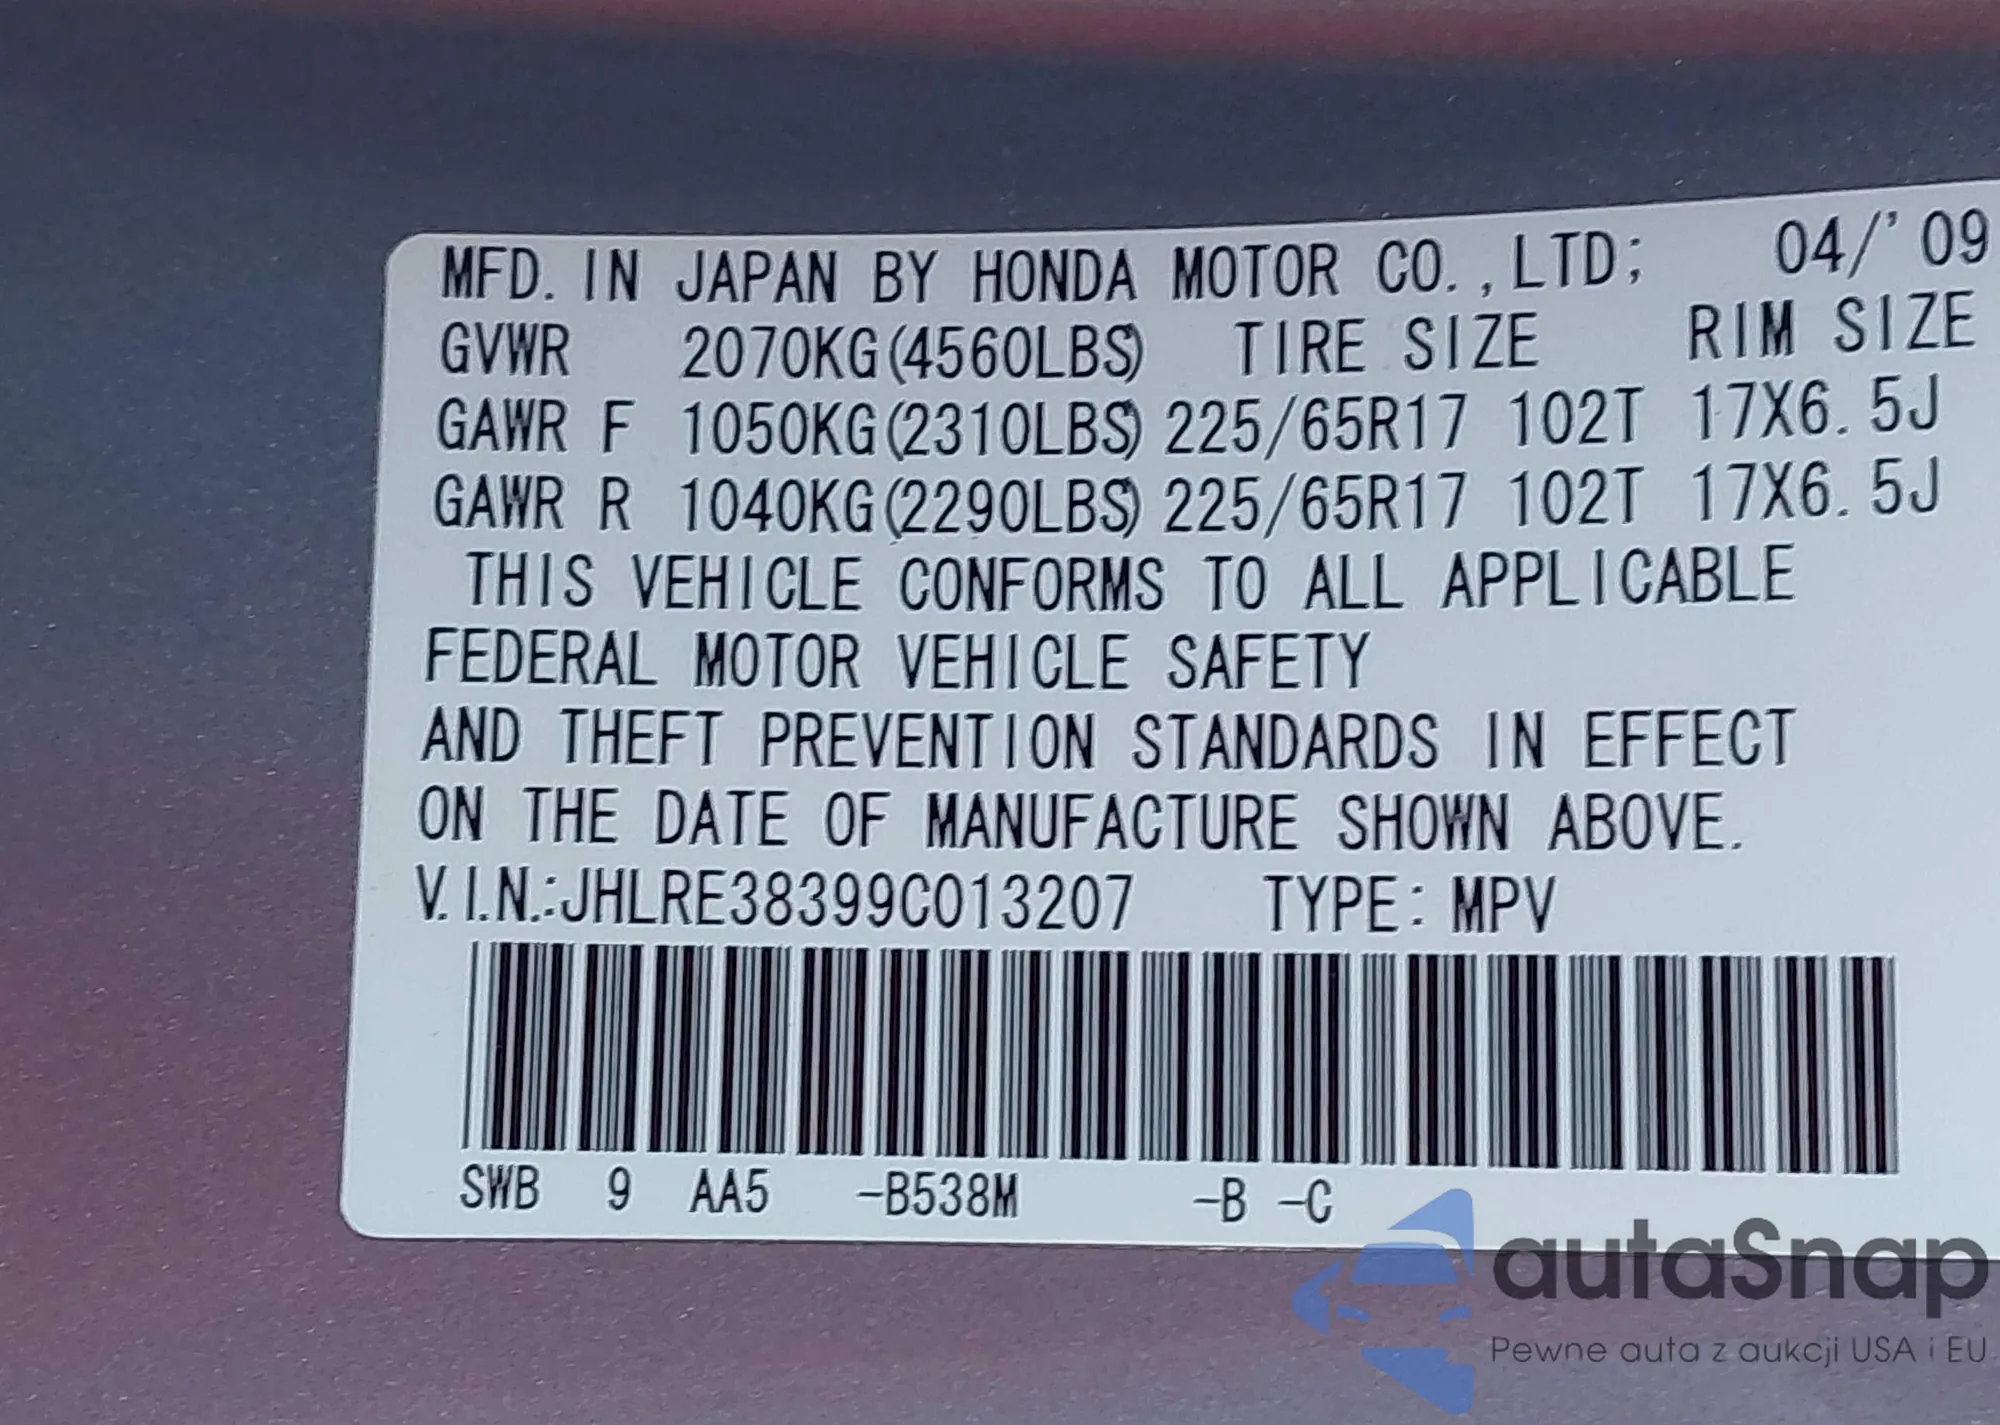 MFD. IN JAPAN BY HONDA MOTOR CO.,LTD; 04/'09
GVWR 2070KG(4560LBS) TIRE SIZE RIM SIZE
GAWR F 1050KG(2310LBS) 225/65R17 102T 17X6.5J
GAWR R 1040KG(2290LBS) 225/65R17 102T 17X6.5J
THIS VEHICLE CONFORMS TO ALL APPLICABLE
FEDERAL MOTOR VEHICLE SAFETY
AND THEFT PREVENTION STANDARDS IN EFFECT
ON THE DATE OF MANUFACTURE SHOWN ABOVE.
V.I.N.:JHLRE38399C013207 TYPE: MPV
SWB 9 AA5 -B538M -B -C
autaSnap
Pewne auta z aukcji USA i EU